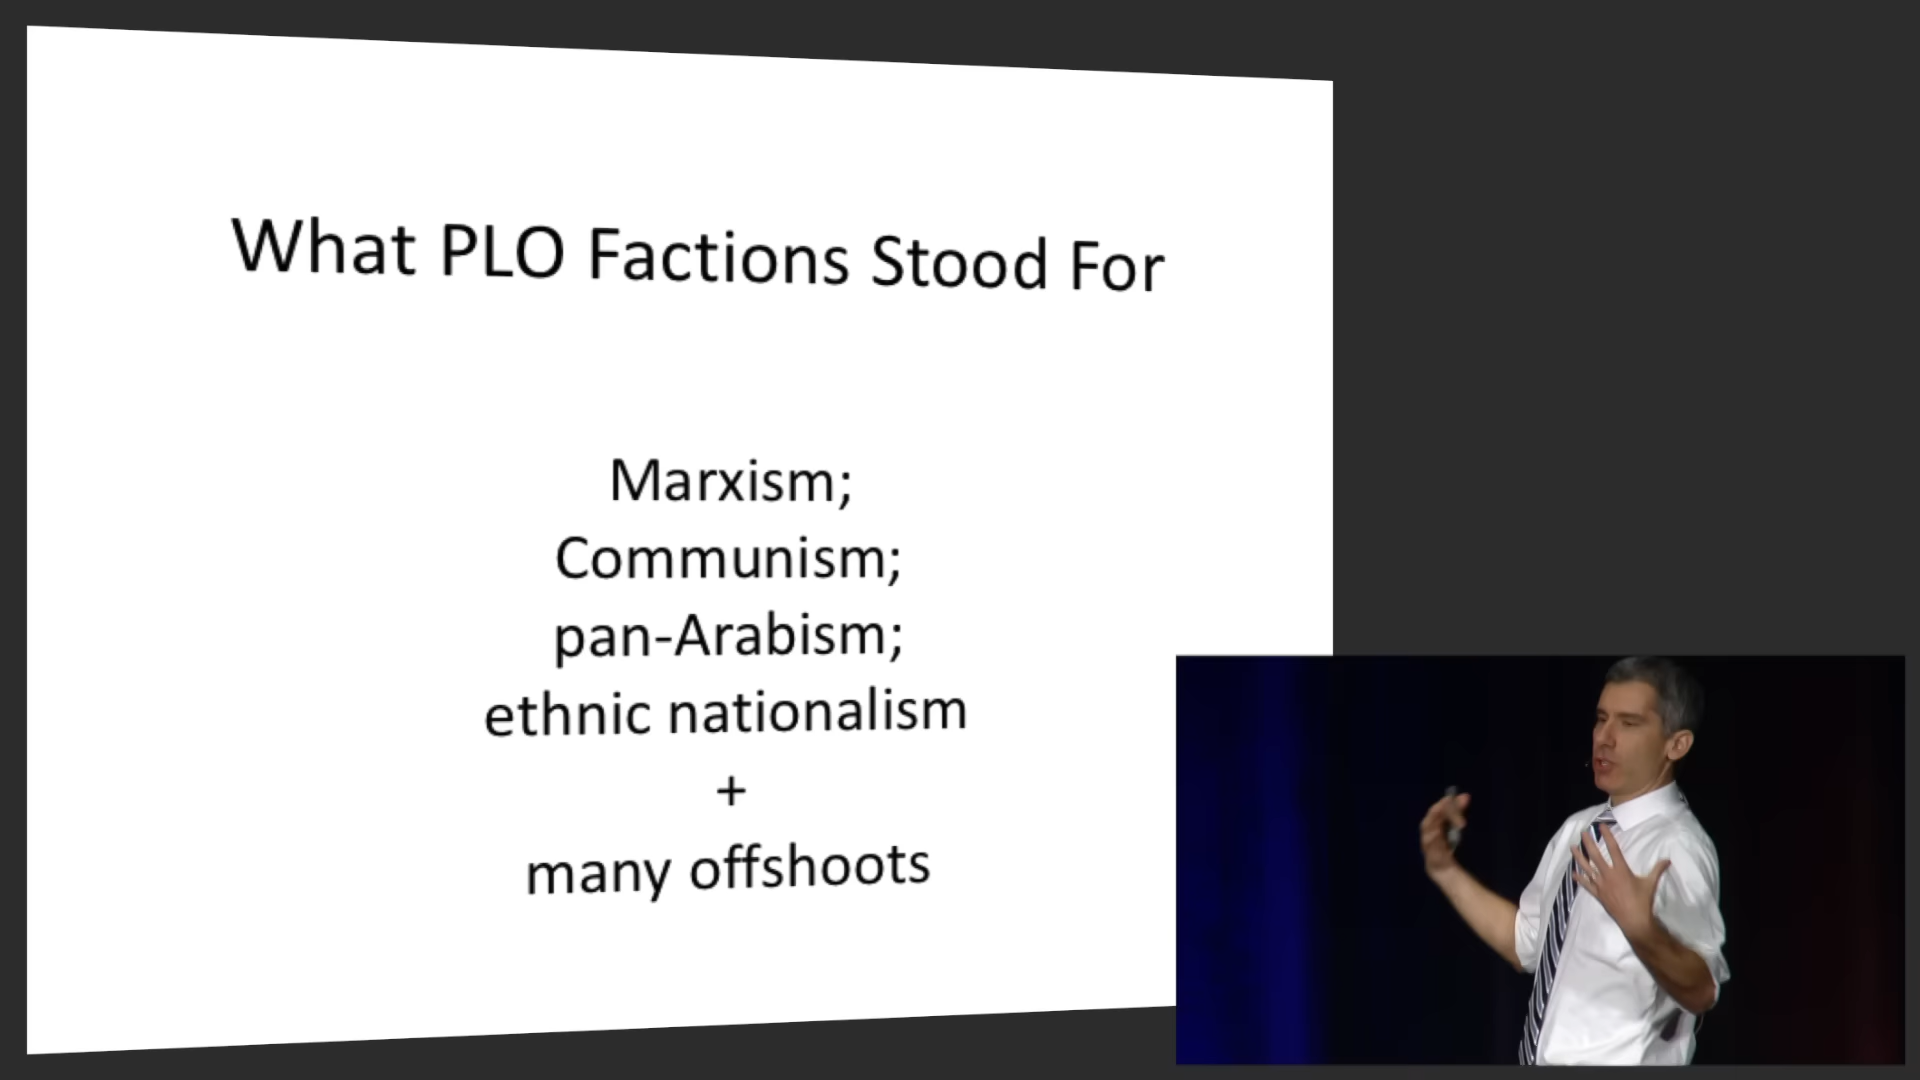 What PLO Factions Stood For
Marxism;
Communism;
pan-Arabism;
ethnic nationalism
+
many offshoots